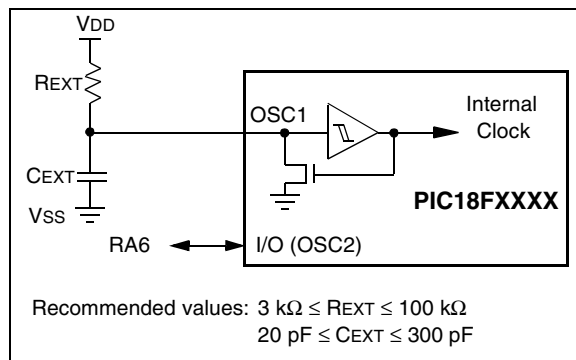 VDD
REXT
OSC1
Internal
Clock
CEXT
PIC18FXXXX
VSS
RA6
I/O (OSC2)
Recommended values: 3 kΩ ≤ REXT ≤ 100 kΩ
20 pF ≤ CEXT ≤ 300 pF